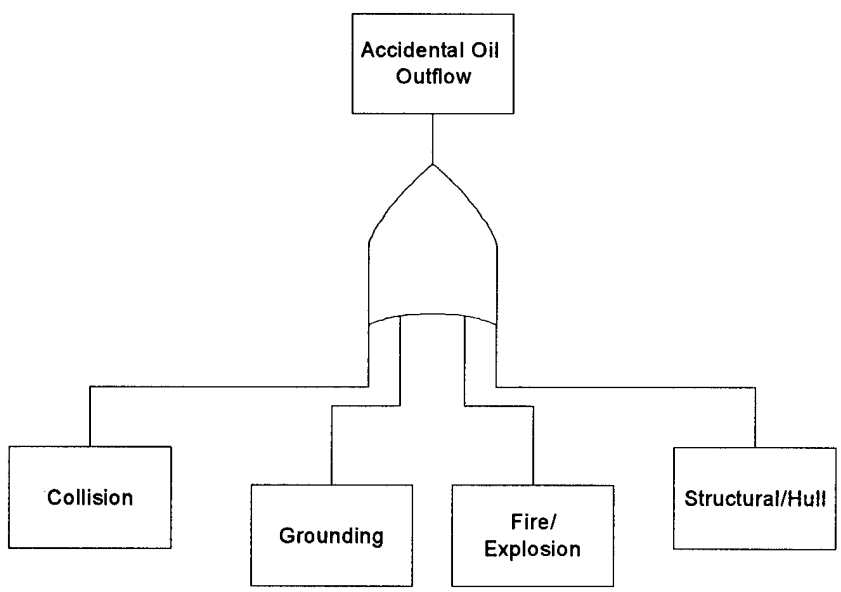 Accidental Oil
Outflow
Collision
Grounding
Fire/
Explosion
Structural/Hull